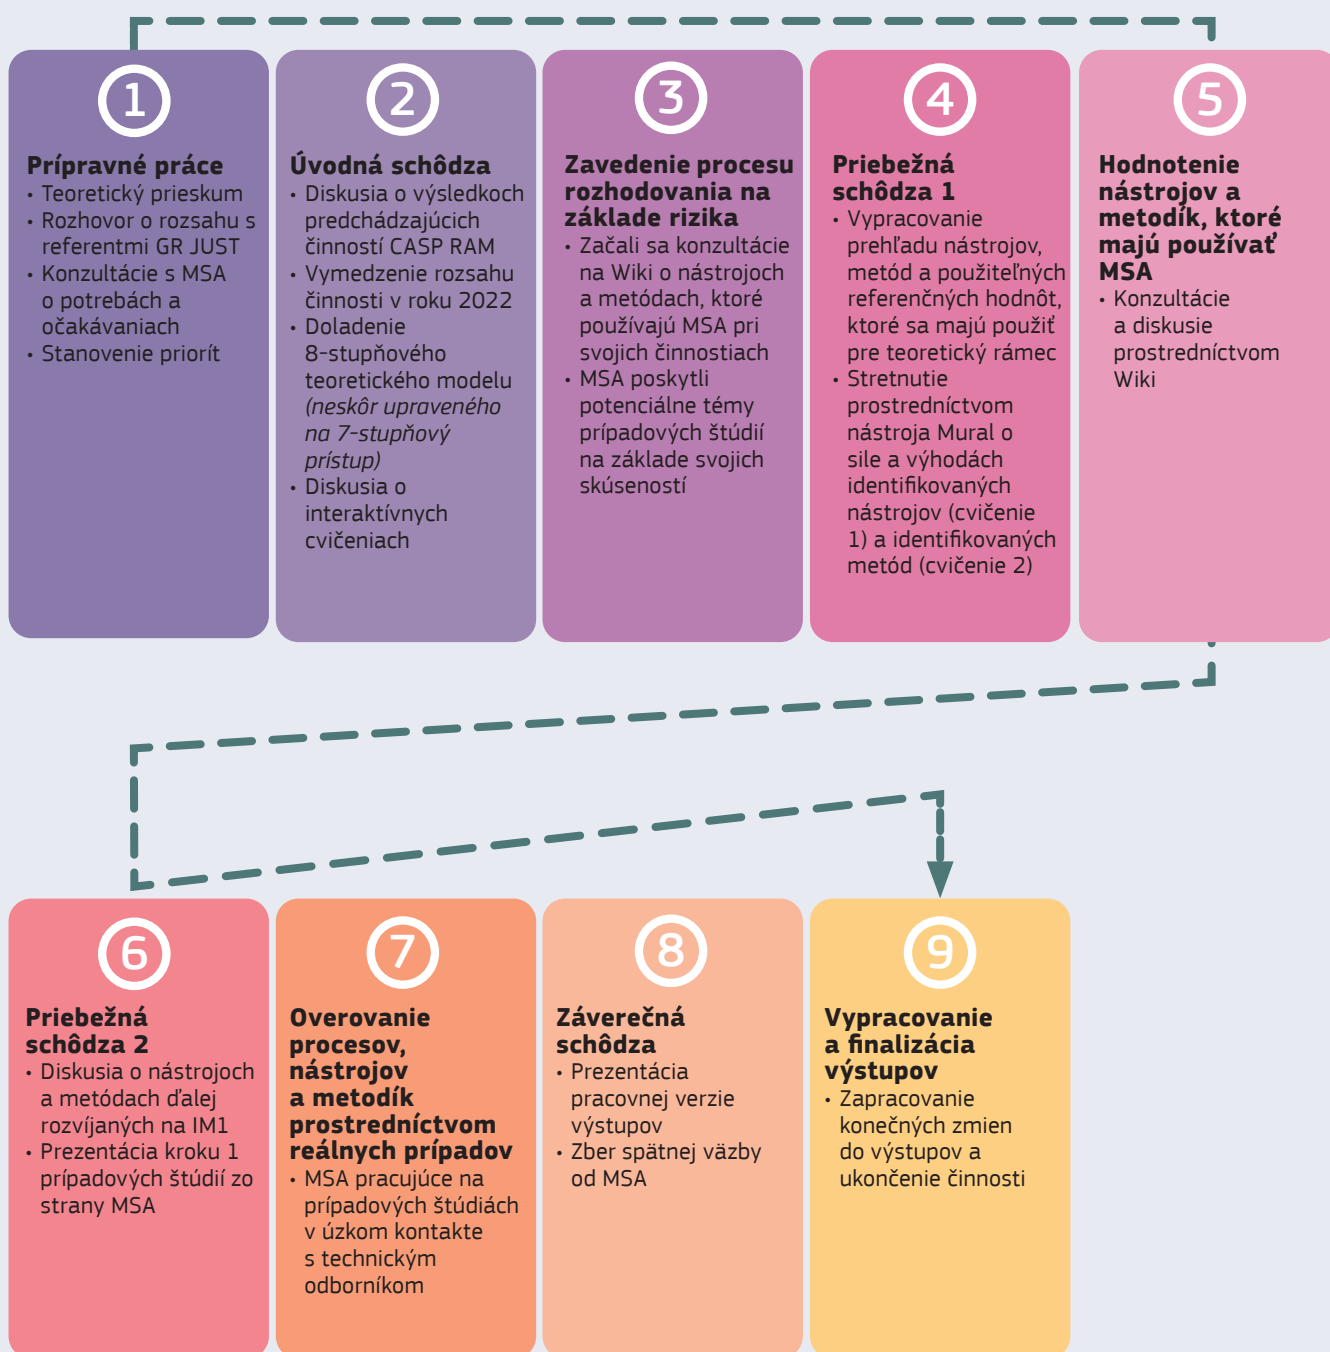 1
Prípravné práce
• Teoretický prieskum
• Rozhovor o rozsahu s
referentmi GR JUST
• Konzultácie s MSA
o potrebách a
očakávaniach
• Stanovenie priorít
2
Úvodná schôdza
• Diskusia o výsledkoch
predchádzajúcich
činností CASP RAM
• Vymedzenie rozsahu
činnosti v roku 2022
• Doladenie
8-stupňového
teoretického modelu
(neskôr upraveného
na 7-stupňový
prístup)
• Diskusia o
interaktívnych
cvičeniach
3
Zavedenie procesu
rozhodovania na
základe rizika
• Začali sa konzultácie
na Wiki o nástrojoch
a metódach, ktoré
používajú MSA pri
svojich činnostiach
• MSA poskytli
potenciálne témy
prípadových štúdií
na základe svojich
skúseností
4
Priebežná
schôdza 1
• Vypracovanie
prehľadu nástrojov,
metód a použiteľných
referenčných hodnôt,
ktoré sa majú použiť
pre teoretický rámec
• Stretnutie
prostredníctvom
nástroja Mural o
sile a výhodách
identifikovaných
nástrojov (cvičenie
1) a identifikovaných
metód (cvičenie 2)
5
Hodnotenie
nástrojov a
metodík, ktoré
majú používať
MSA
• Konzultácie
a diskusie
prostredníctvom
Wiki
6
Priebežná
schôdza 2
• Diskusia o nástrojoch
a metódach ďalej
rozvíjaných na IM1
• Prezentácia kroku 1
prípadových štúdií zo
strany MSA
7
Overovanie
procesov,
nástrojov
a metodík
prostredníctvom
reálnych prípadov
• MSA pracujúce na
prípadových štúdiách
v úzkom kontakte
s technickým
odborníkom
8
Záverečná
schôdza
• Prezentácia
pracovnej verzie
výstupov
• Zber spätnej väzby
od MSA
9
Vypracovanie
a finalizácia
výstupov
• Zapracovanie
konečných zmien
do výstupov a
ukončenie činnosti